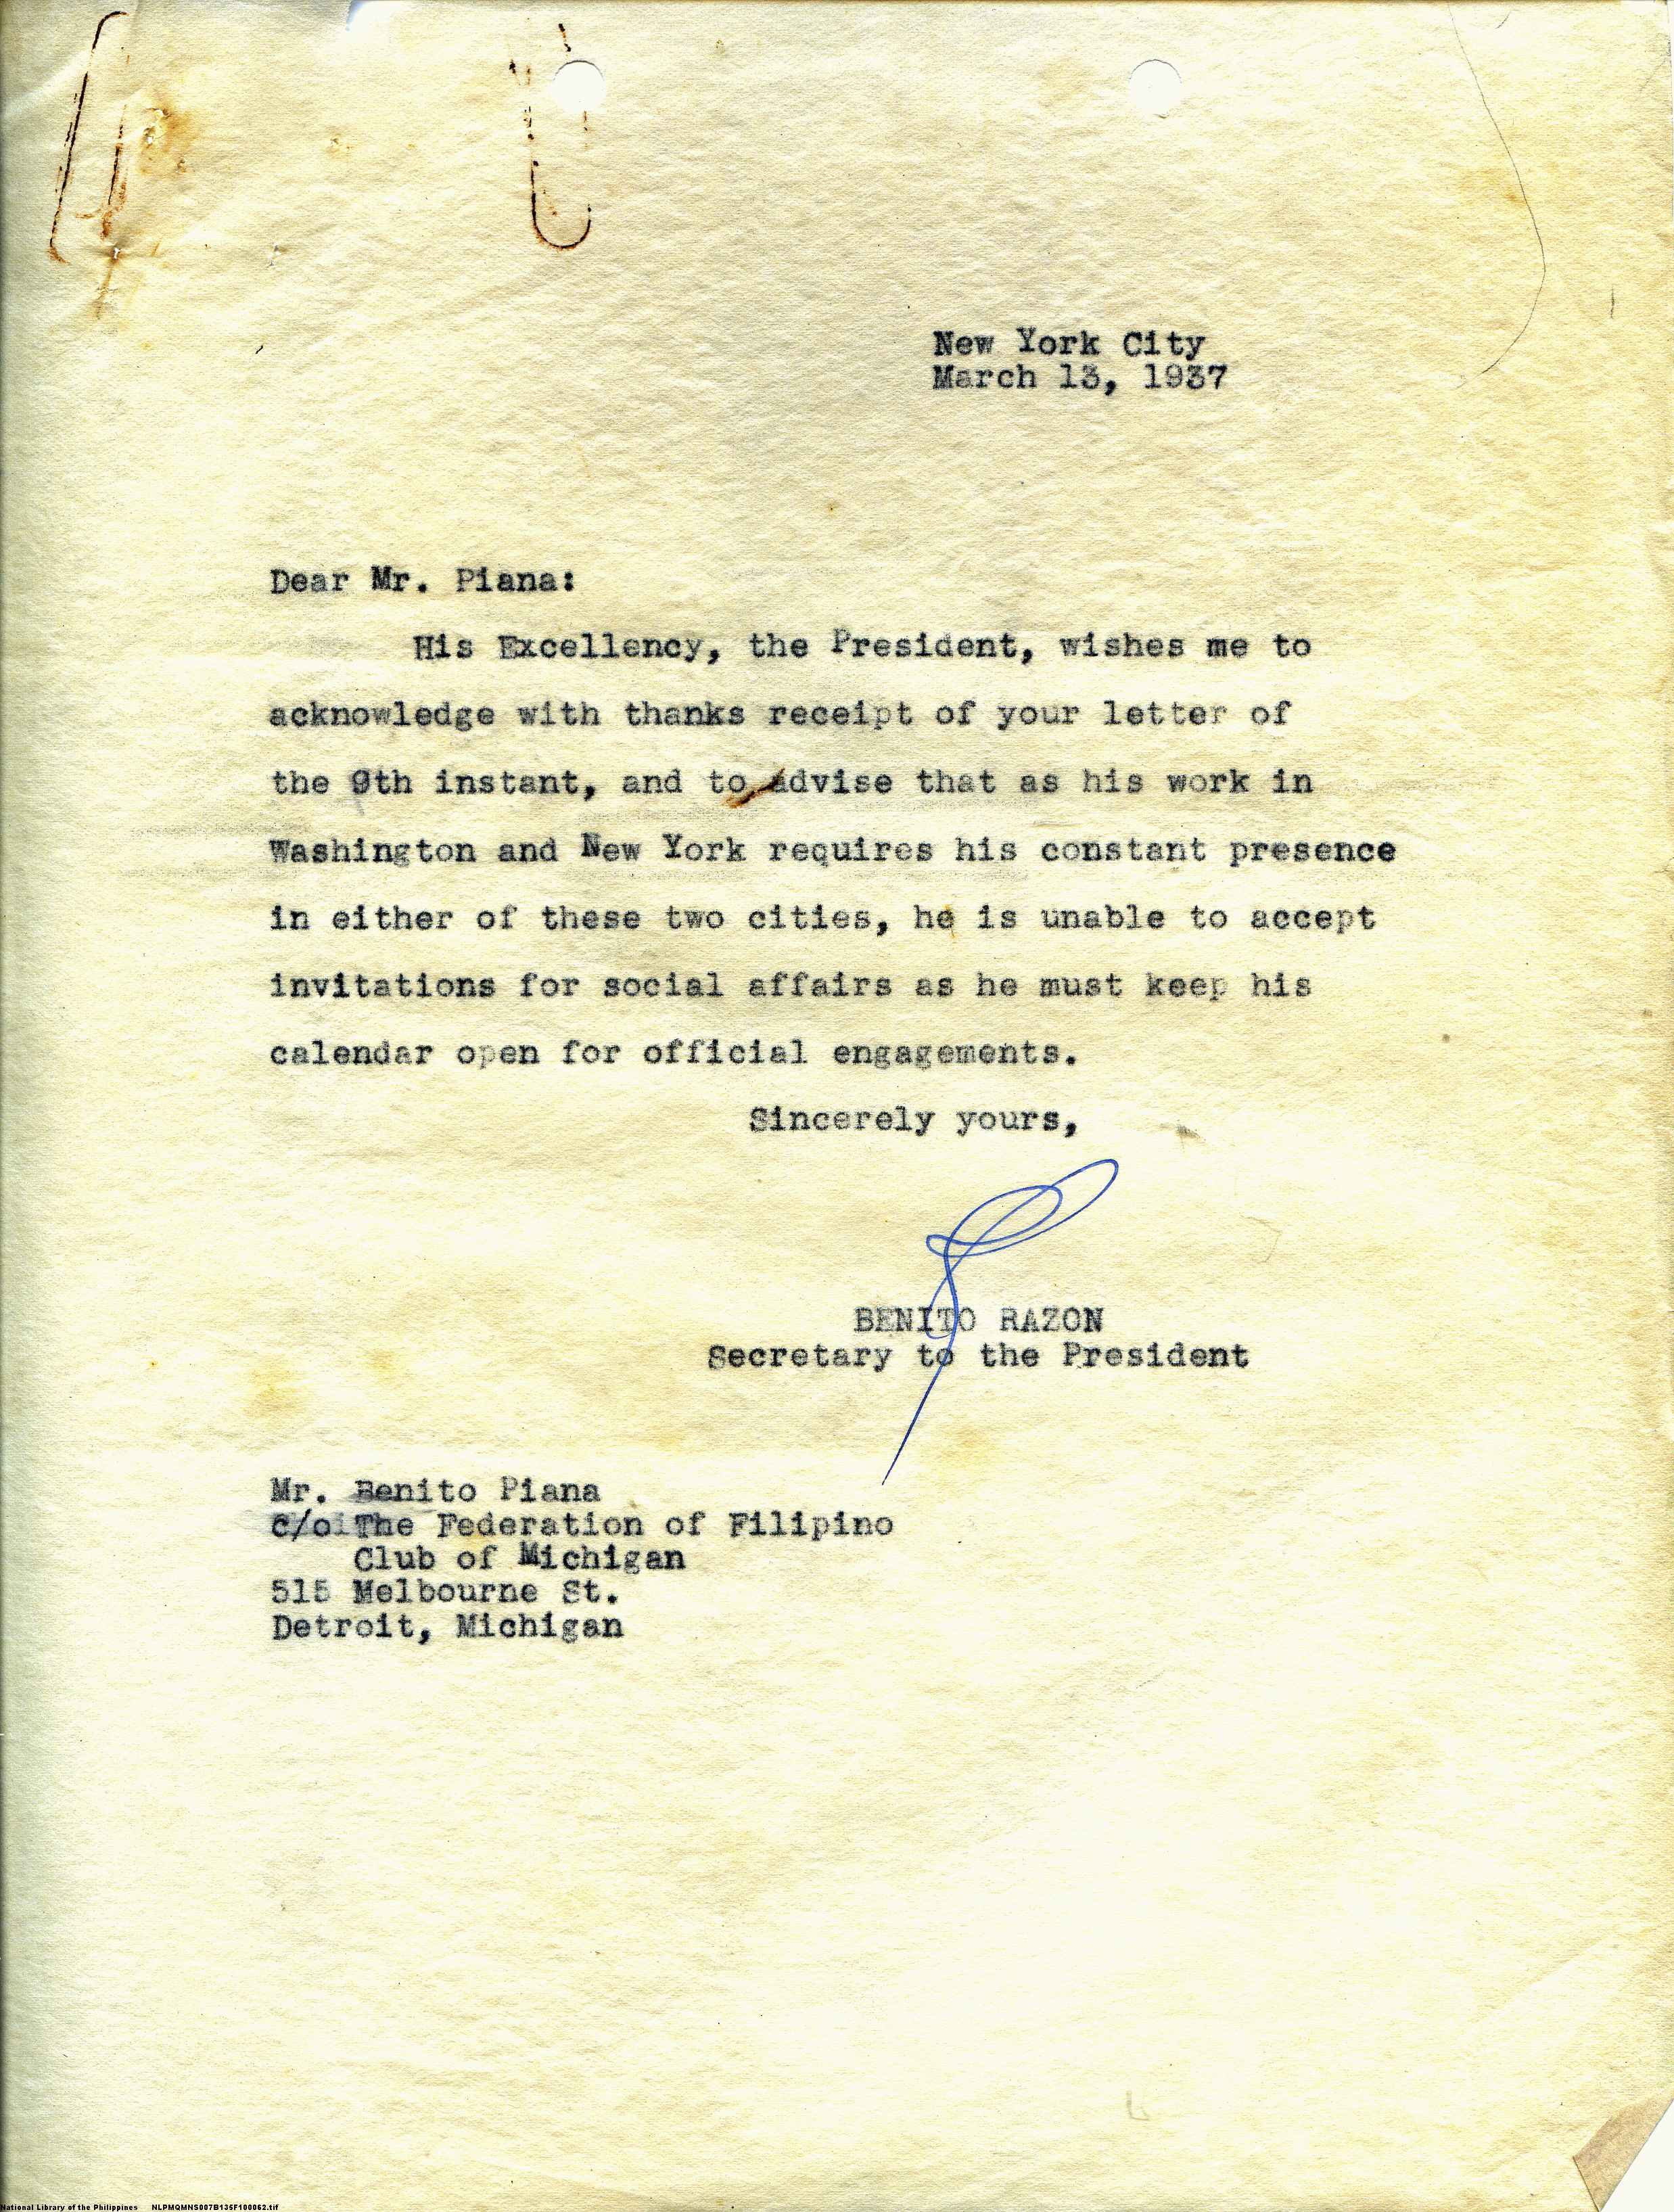 New York City
March 13, 1937
Dear Mr. Piana:
His Excellency, the President, wishes me to
acknowledge with thanks receipt of your letter of
the 9th instant, and to advise that as his work in
Washington and New York requires his constant presence
in either of these two cities, he is unable to accept
invitations for social affairs as he must keep his
calendar open for official engagements.
Sincerely yours,
BENITO RAZON
Secretary to the President
Mr. Benito Piana
c/o The Federation of Filipino
Club of Michigan
515 Melbourne St.
Detroit, Michigan
National Library of the Philippines NLPMQMNS007B135F100062.tif